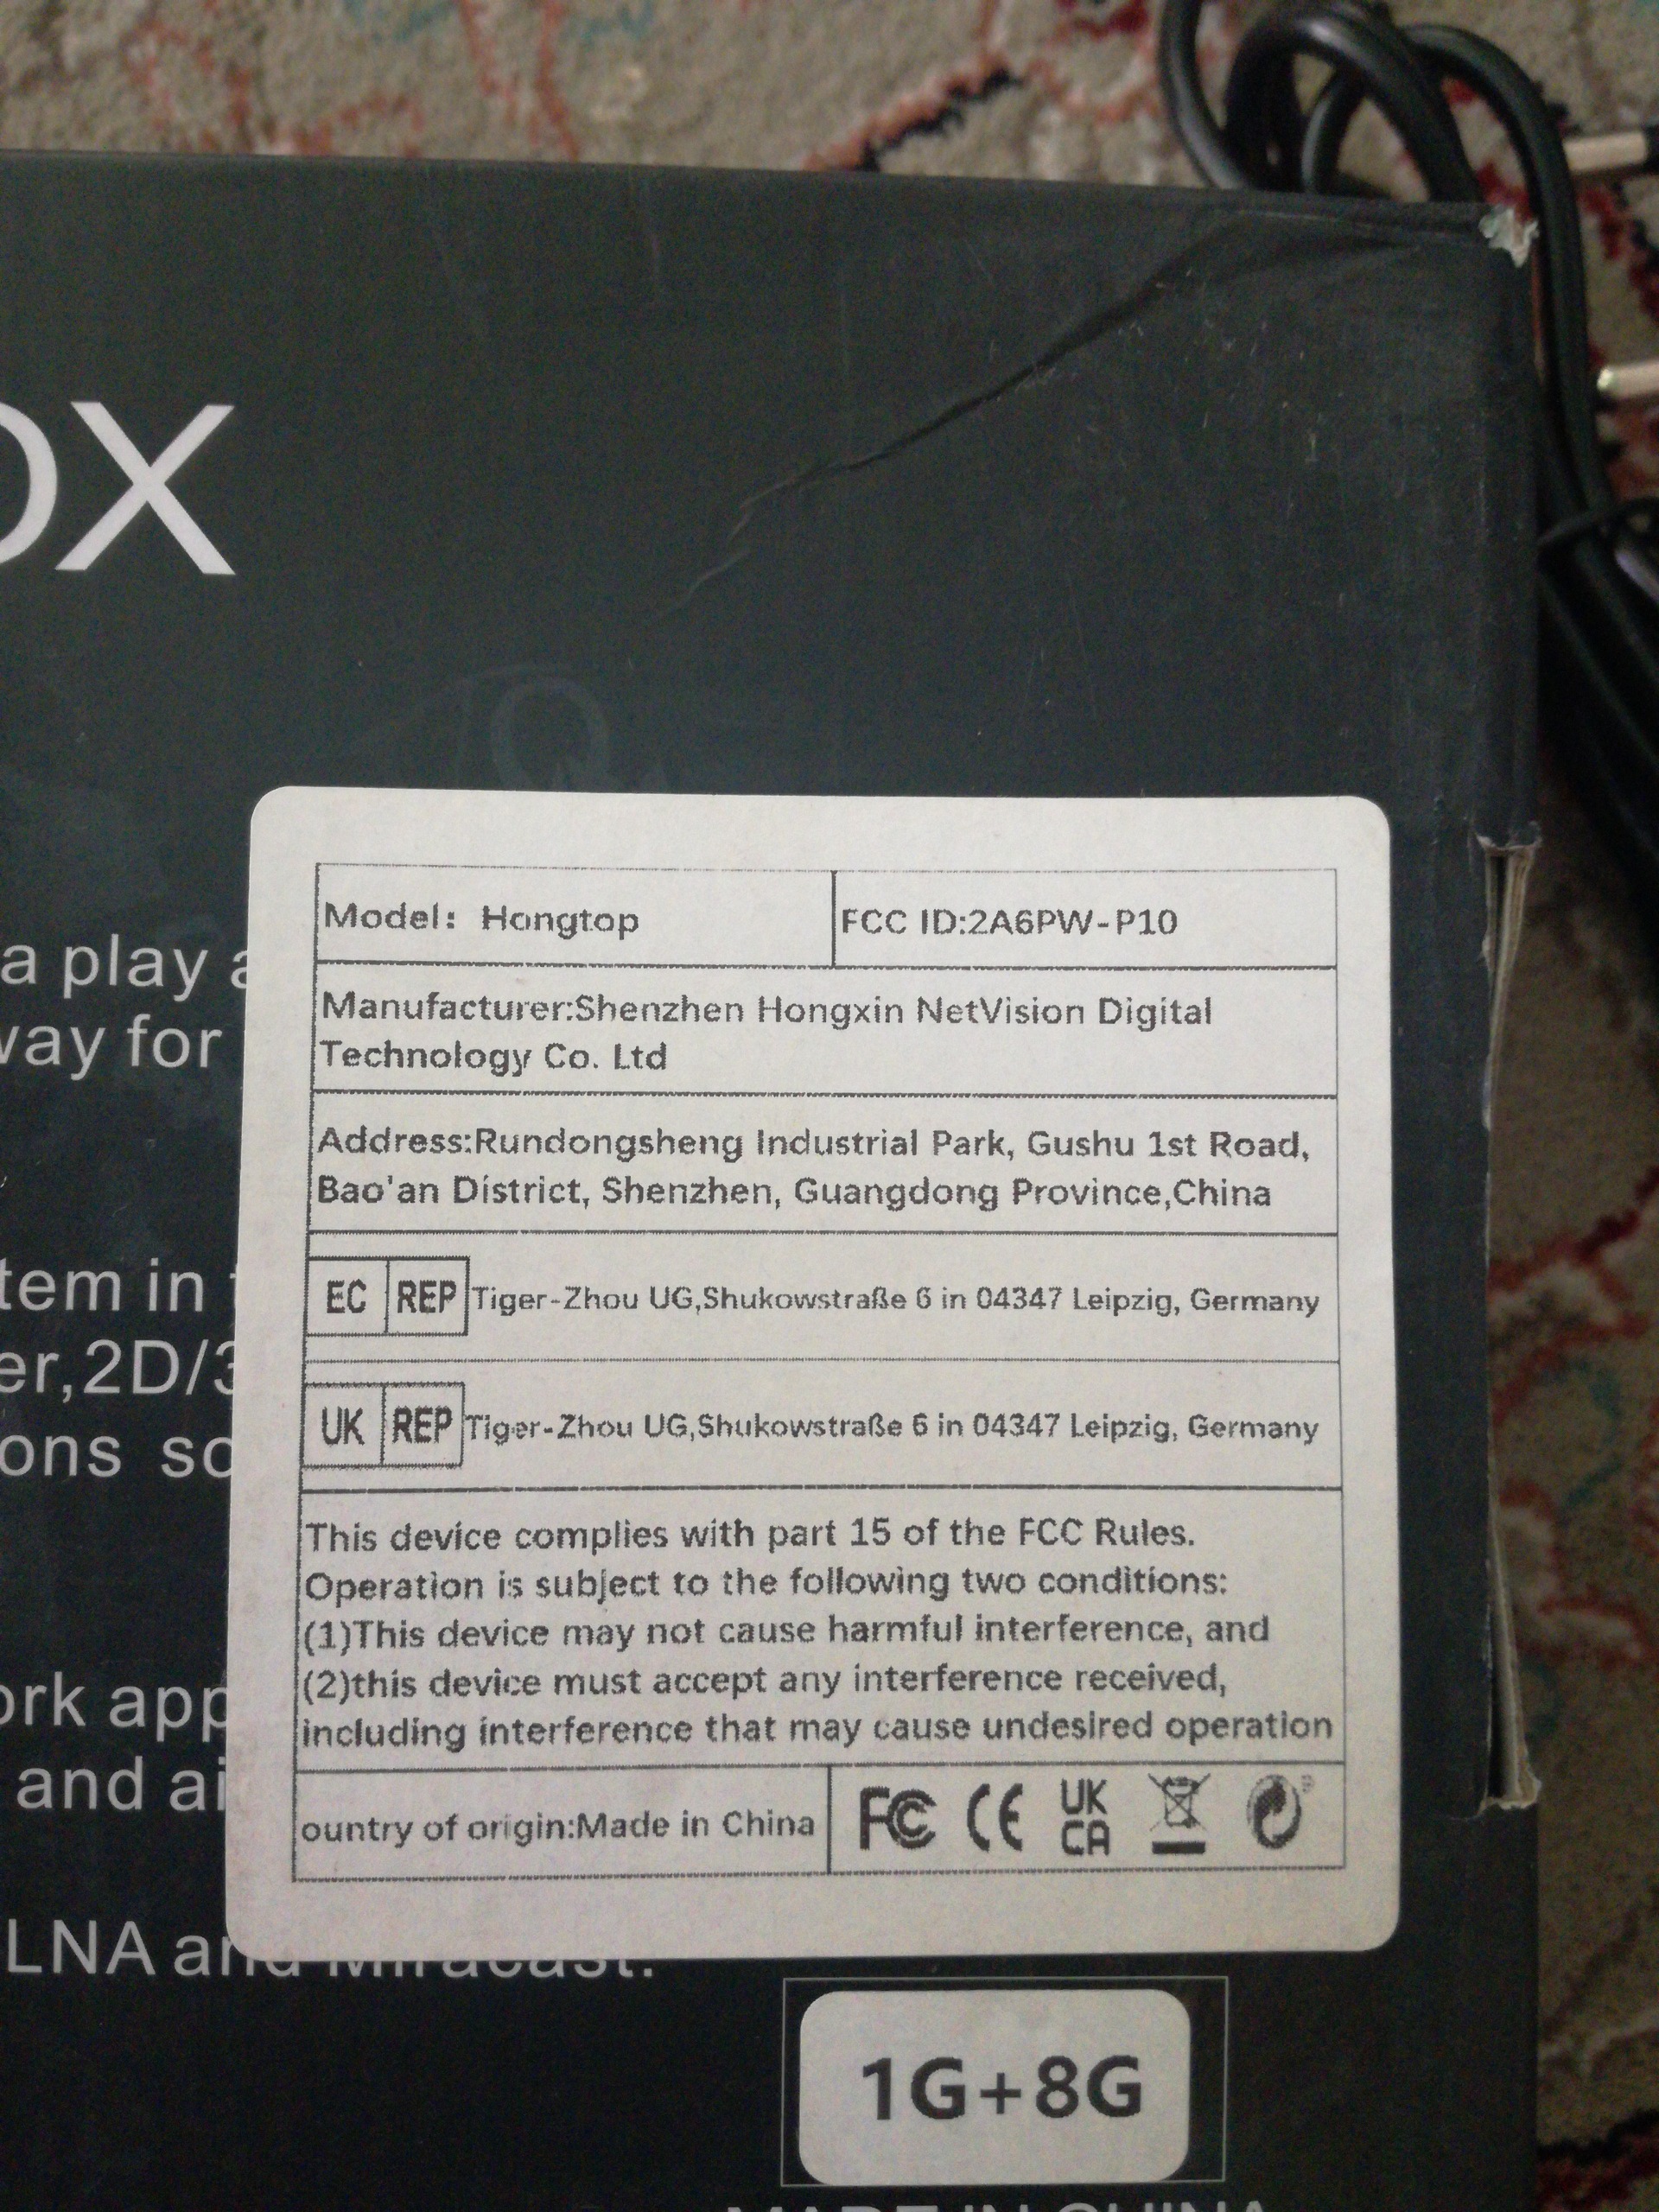 OX
a play a
way for
Model: Hongtop
FCC ID:2A6PW-P10
Manufacturer:Shenzhen Hongxin NetVision Digital
Technology Co. Ltd
Address:Rundongsheng Industrial Park, Gushu 1st Road,
Bao'an District, Shenzhen, Guangdong Province,China
EC REP Tiger-Zhou UG,Shukowstraße 6 in 04347 Leipzig, Germany
UK REP Tiger-Zhou UG,Shukowstraße 6 in 04347 Leipzig, Germany
This device complies with part 15 of the FCC Rules.
Operation is subject to the following two conditions:
(1)This device may not cause harmful interference, and
(2)this device must accept any interference received,
including interference that may cause undesired operation
ountry of origin:Made in China
FC CE UK
CA
tem in
er,2D/3
ons so
ork app
and ai
LNA and Miracast.
1G+8G
MADE IN CHINA